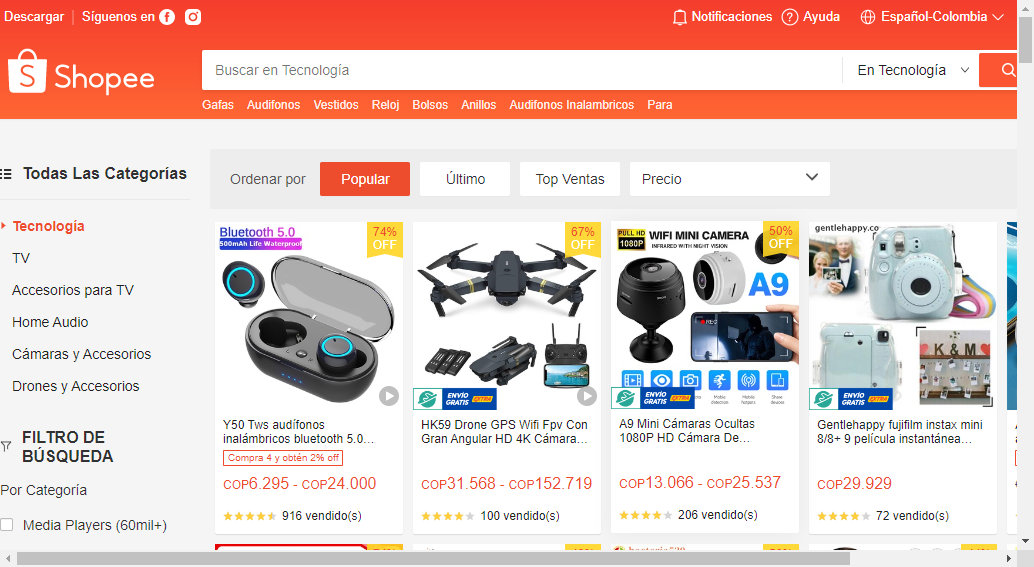 Descargar
Síguenos en
Notificaciones
Ayuda
Español-Colombia
Shopee
Buscar en Tecnología
En Tecnología
Gafas Audífonos Vestidos Reloj Bolsos Anillos Audífonos Inalambricos Para
Todas Las Categorías
Tecnología
TV
Accesorios para TV
Home Audio
Cámaras y Accesorios
Drones y Accesorios
FILTRO DE
BÚSQUEDA
Por Categoría
Media Players (60mil+)
Ordenar por
Popular
Último
Top Ventas
Precio
Bluetooth 5.0
500mAh Life Waterproof
74%
OFF
Y50 Tws audífonos
inalámbricos bluetooth 5.0...
Compra 4 y obtén 2% off
COP6.295 - COP24.000
916 vendido(s)
67%
OFF
ENVÍO
GRATIS EXTRA
HK59 Drone GPS Wifi Fpv Con
Gran Angular HD 4K Cámara...
COP31.568 - COP152.719
100 vendido(s)
FULL HD
1080P
WIFI MINI CAMERA
INFRARED WITH NIGHT VISION
50%
OFF
A9
REC
ENVÍO
GRATIS EXTRA
A9 Mini Cámaras Ocultas
1080P HD Cámara De...
COP13.066 - COP25.537
206 vendido(s)
gentlehappy.co
K & M
ENVÍO
GRATIS EXTRA
Gentlehappy fujifilm instax mini
8/8+ 9 película instantánea...
COP29.929
72 vendido(s)